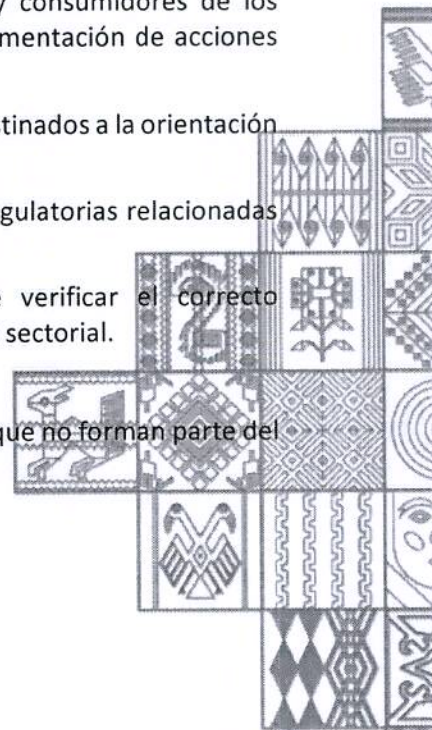 y consumidores de los
mentación de acciones
stinados a la orientación
gulatorias relacionadas
verificar el correcto
sectorial.
que no forman parte del